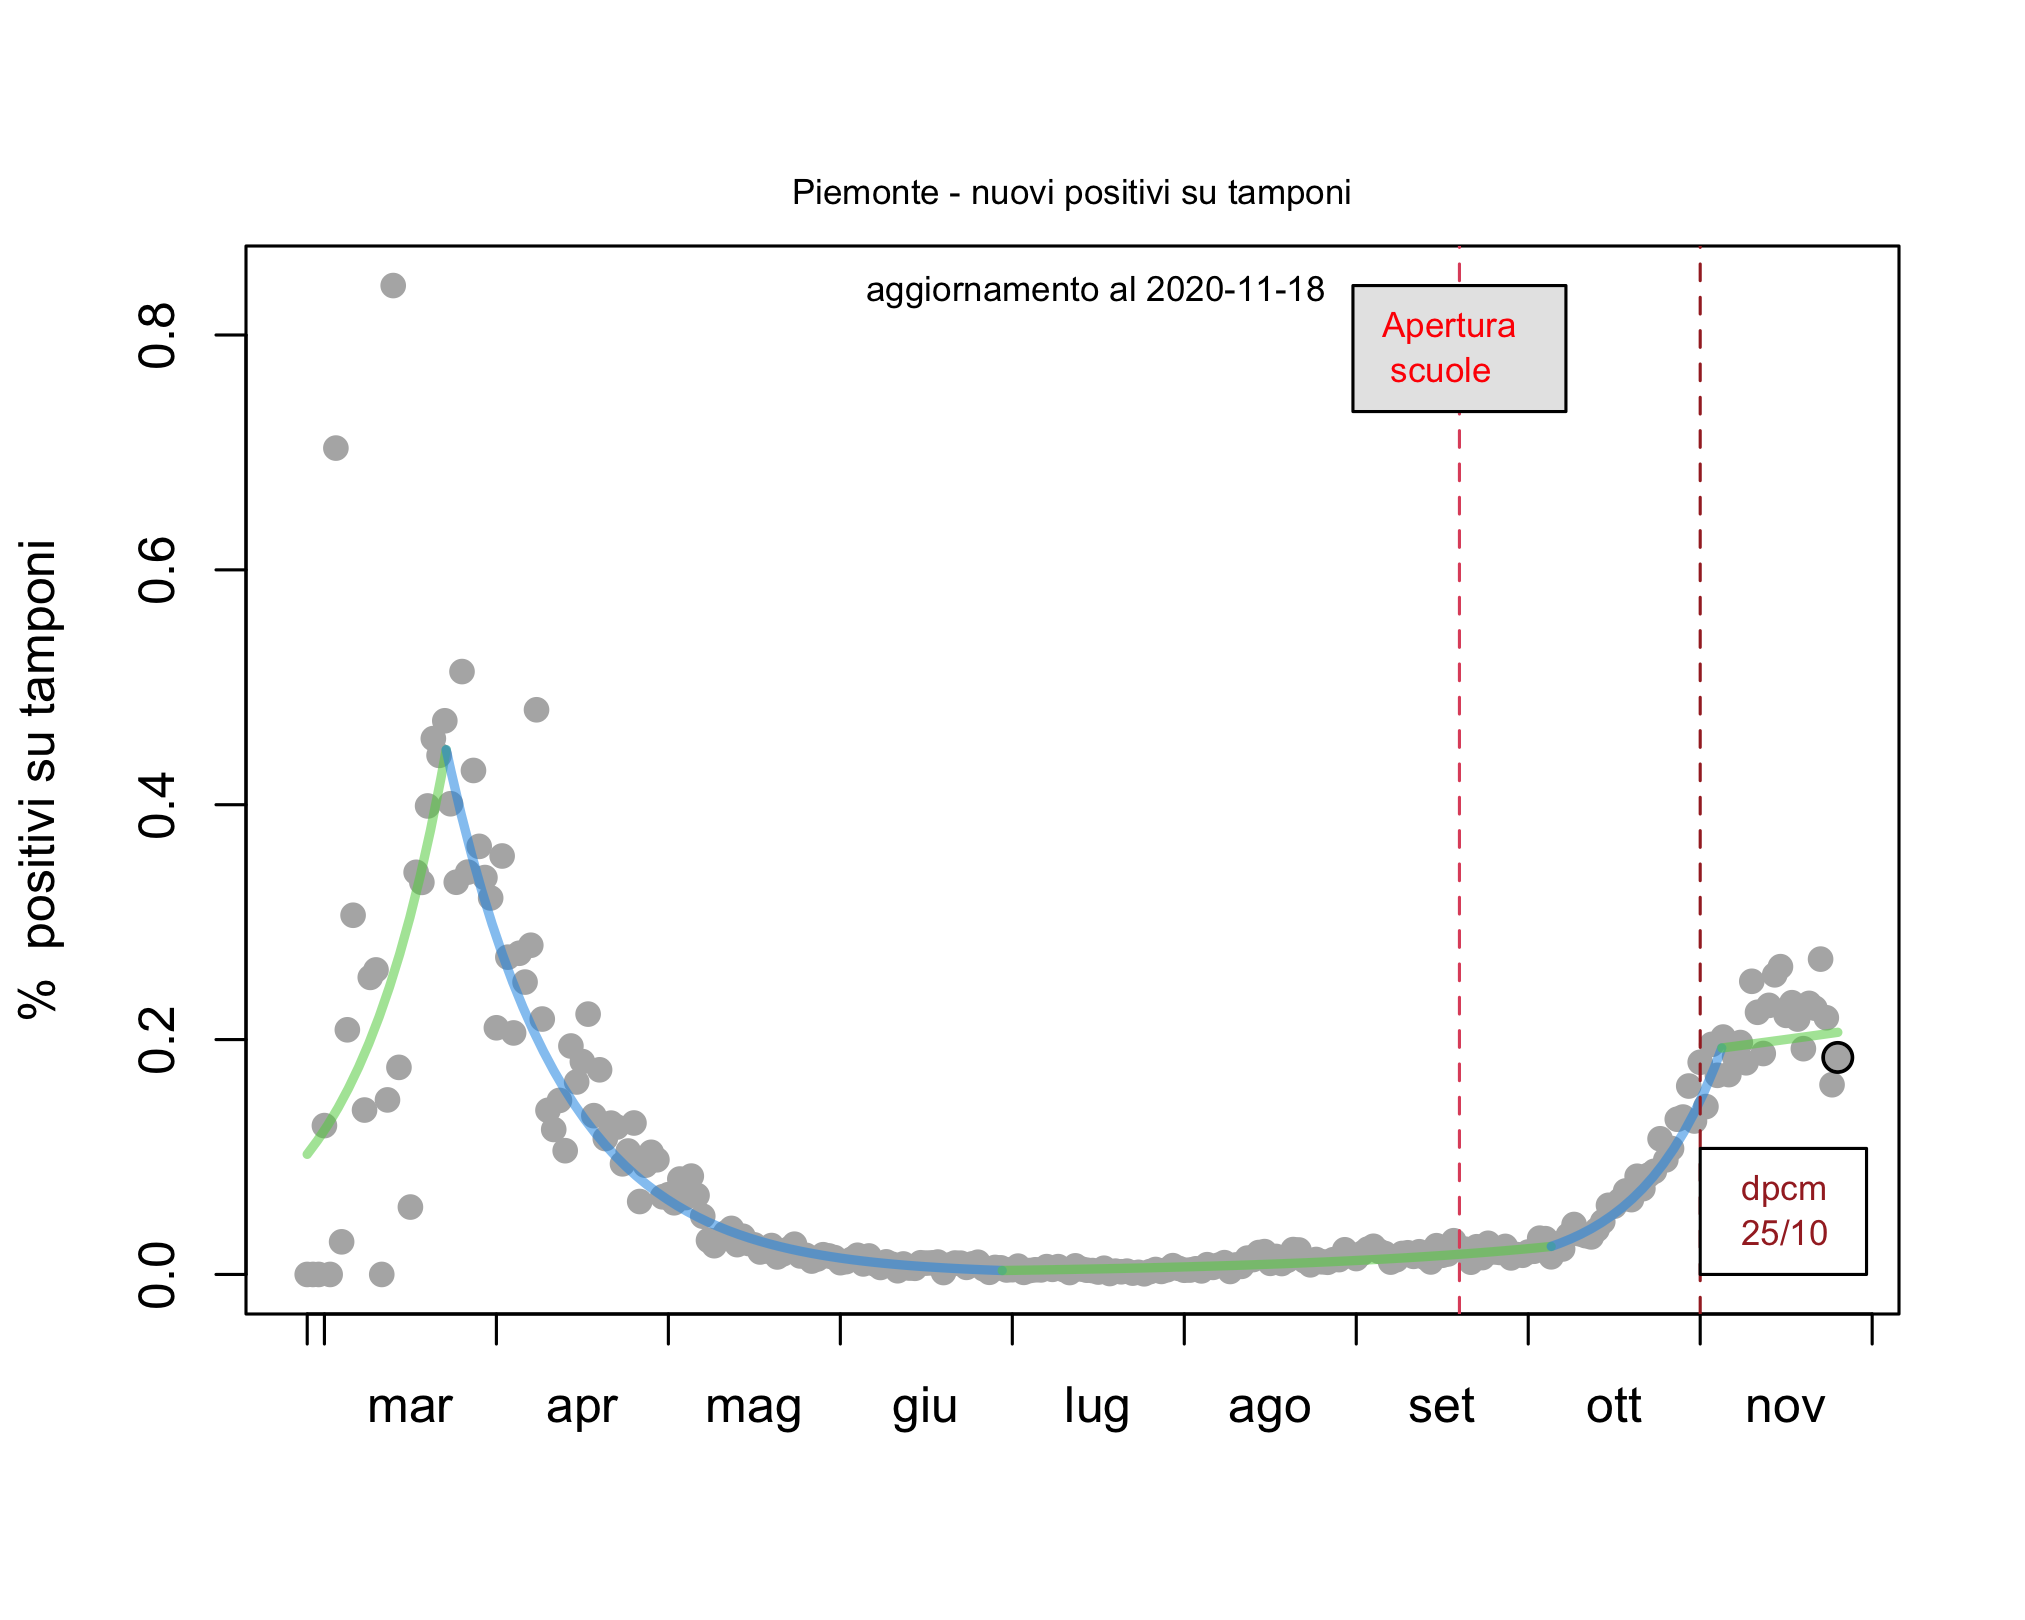 Piemonte - nuovi positivi su tamponi
aggiornamento al 2020-11-18
Apertura
scuole
% positivi su tamponi
0.8
0.6
0.4
0.2
0.0
dpcm
25/10
mar apr mag giu lug ago set ott nov